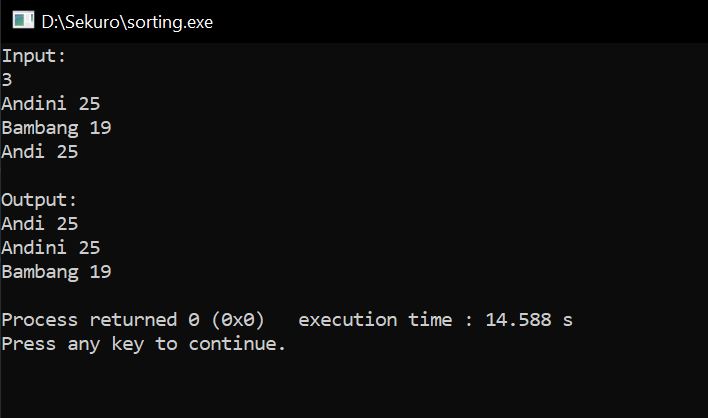 D:\Sekuro\sorting.exe
Input:
3
Andini 25
Bambang 19
Andi 25
Output:
Andi 25
Andini 25
Bambang 19
Process returned 0 (0x0)   execution time : 14.588 s
Press any key to continue.